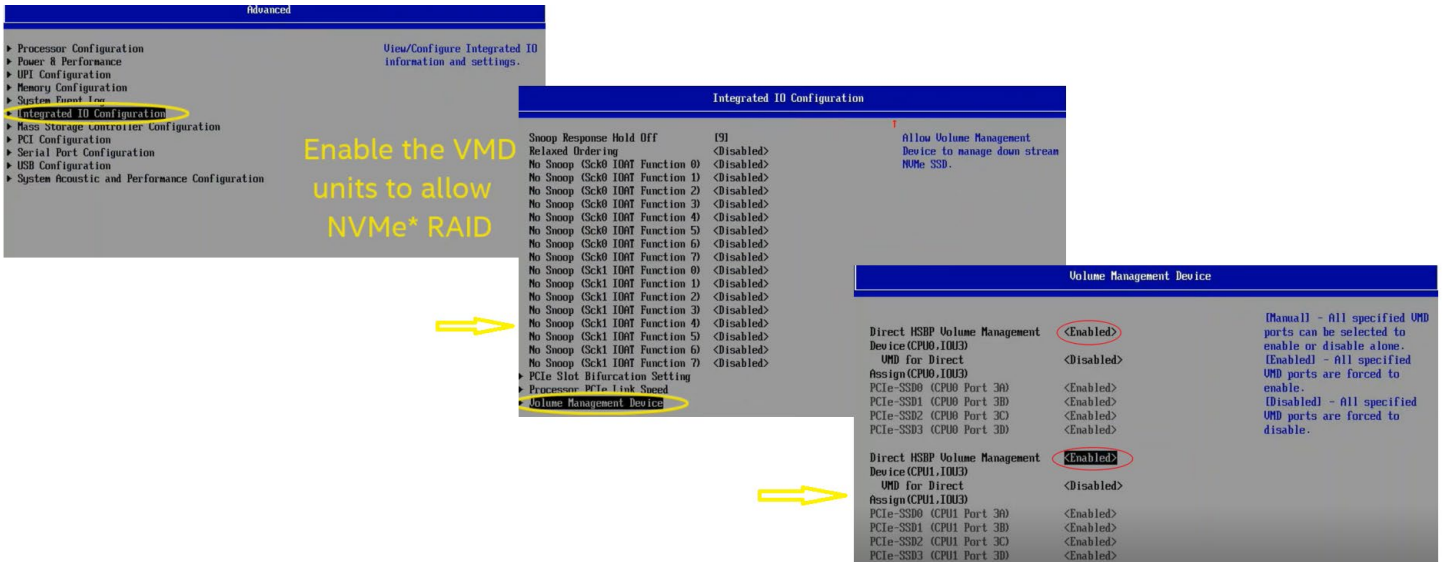 Advanced
Processor Configuration
Power & Performance
UPI Configuration
Memory Configuration
System Event Log
Integrated IO Configuration
Mass Storage Controller Configuration
PCI Configuration
Serial Port Configuration
USB Configuration
System Acoustic and Performance Configuration
View/Configure Integrated IO
information and settings.
Enable the VMD
units to allow
NVMe* RAID
Integrated IO Configuration
Snoop Response Hold Off [9]
Relaxed Ordering <Disabled>
No Snoop (Sck0 IOAT Function 0) <Disabled>
No Snoop (Sck0 IOAT Function 1) <Disabled>
No Snoop (Sck0 IOAT Function 2) <Disabled>
No Snoop (Sck0 IOAT Function 3) <Disabled>
No Snoop (Sck0 IOAT Function 4) <Disabled>
No Snoop (Sck0 IOAT Function 5) <Disabled>
No Snoop (Sck0 IOAT Function 6) <Disabled>
No Snoop (Sck0 IOAT Function 7) <Disabled>
No Snoop (Sck1 IOAT Function 0) <Disabled>
No Snoop (Sck1 IOAT Function 1) <Disabled>
No Snoop (Sck1 IOAT Function 2) <Disabled>
No Snoop (Sck1 IOAT Function 3) <Disabled>
No Snoop (Sck1 IOAT Function 4) <Disabled>
No Snoop (Sck1 IOAT Function 5) <Disabled>
No Snoop (Sck1 IOAT Function 6) <Disabled>
No Snoop (Sck1 IOAT Function 7) <Disabled>
PCIe Slot Bifurcation Setting
Processor PCIe Link Speed
Volume Management Device
Allow Volume Management
Device to manage down stream
NVMe SSD.
Volume Management Device
Direct HSBP Volume Management <Enabled>
Device(CPU0,IOU3)
VMD for Direct <Disabled>
Assign(CPU0,IOU3)
PCIe-SSD0 (CPU0 Port 3A) <Enabled>
PCIe-SSD1 (CPU0 Port 3B) <Enabled>
PCIe-SSD2 (CPU0 Port 3C) <Enabled>
PCIe-SSD3 (CPU0 Port 3D) <Enabled>
Direct HSBP Volume Management <Enabled>
Device(CPU1,IOU3)
VMD for Direct <Disabled>
Assign(CPU1,IOU3)
PCIe-SSD0 (CPU1 Port 3A) <Enabled>
PCIe-SSD1 (CPU1 Port 3B) <Enabled>
PCIe-SSD2 (CPU1 Port 3C) <Enabled>
PCIe-SSD3 (CPU1 Port 3D) <Enabled>
[Manual] - All specified VMD
ports can be selected to
enable or disable alone.
[Enabled] - All specified
VMD ports are forced to
enable.
[Disabled] - All specified
VMD ports are forced to
disable.